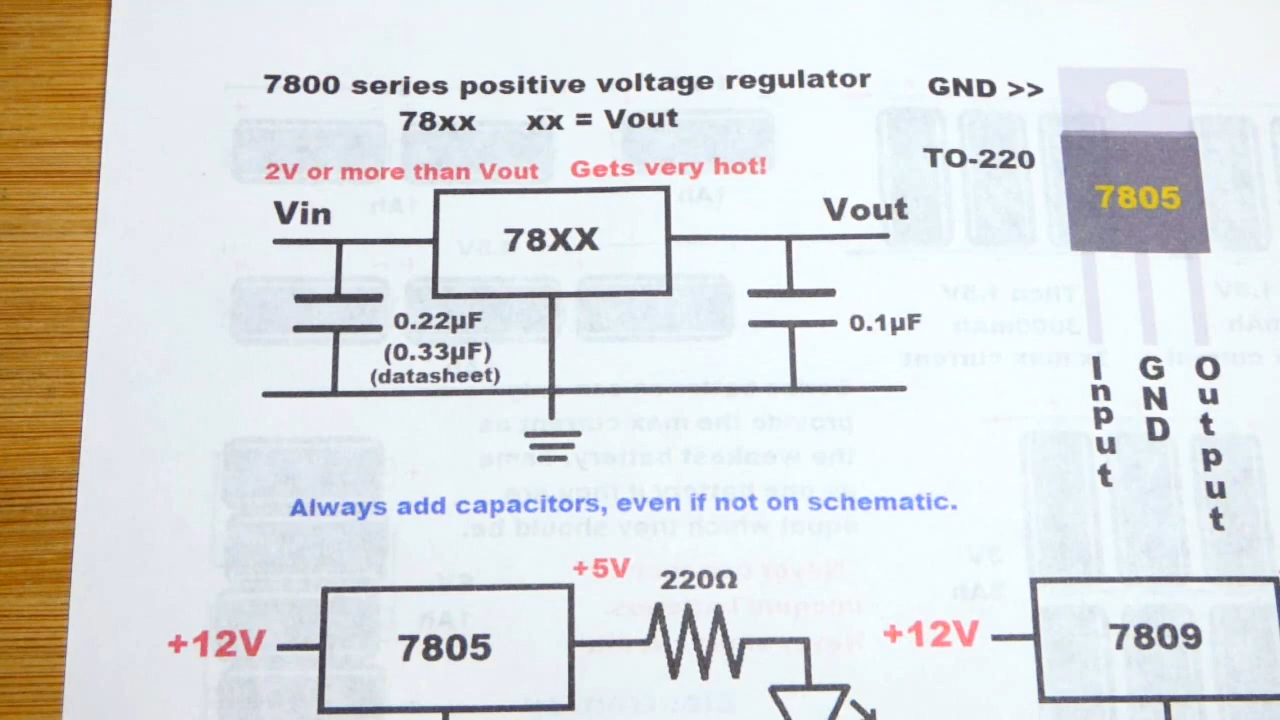 7800 series positive voltage regulator
78xx xx = Vout
2V or more than Vout Gets very hot!
Vin
78XX
Vout
0.22µF
(0.33µF)
(datasheet)
0.1µF
GND >>
TO-220
7805
Input
GND
Output
Always add capacitors, even if not on schematic.
+12V
7805
+5V
220Ω
+12V
7809